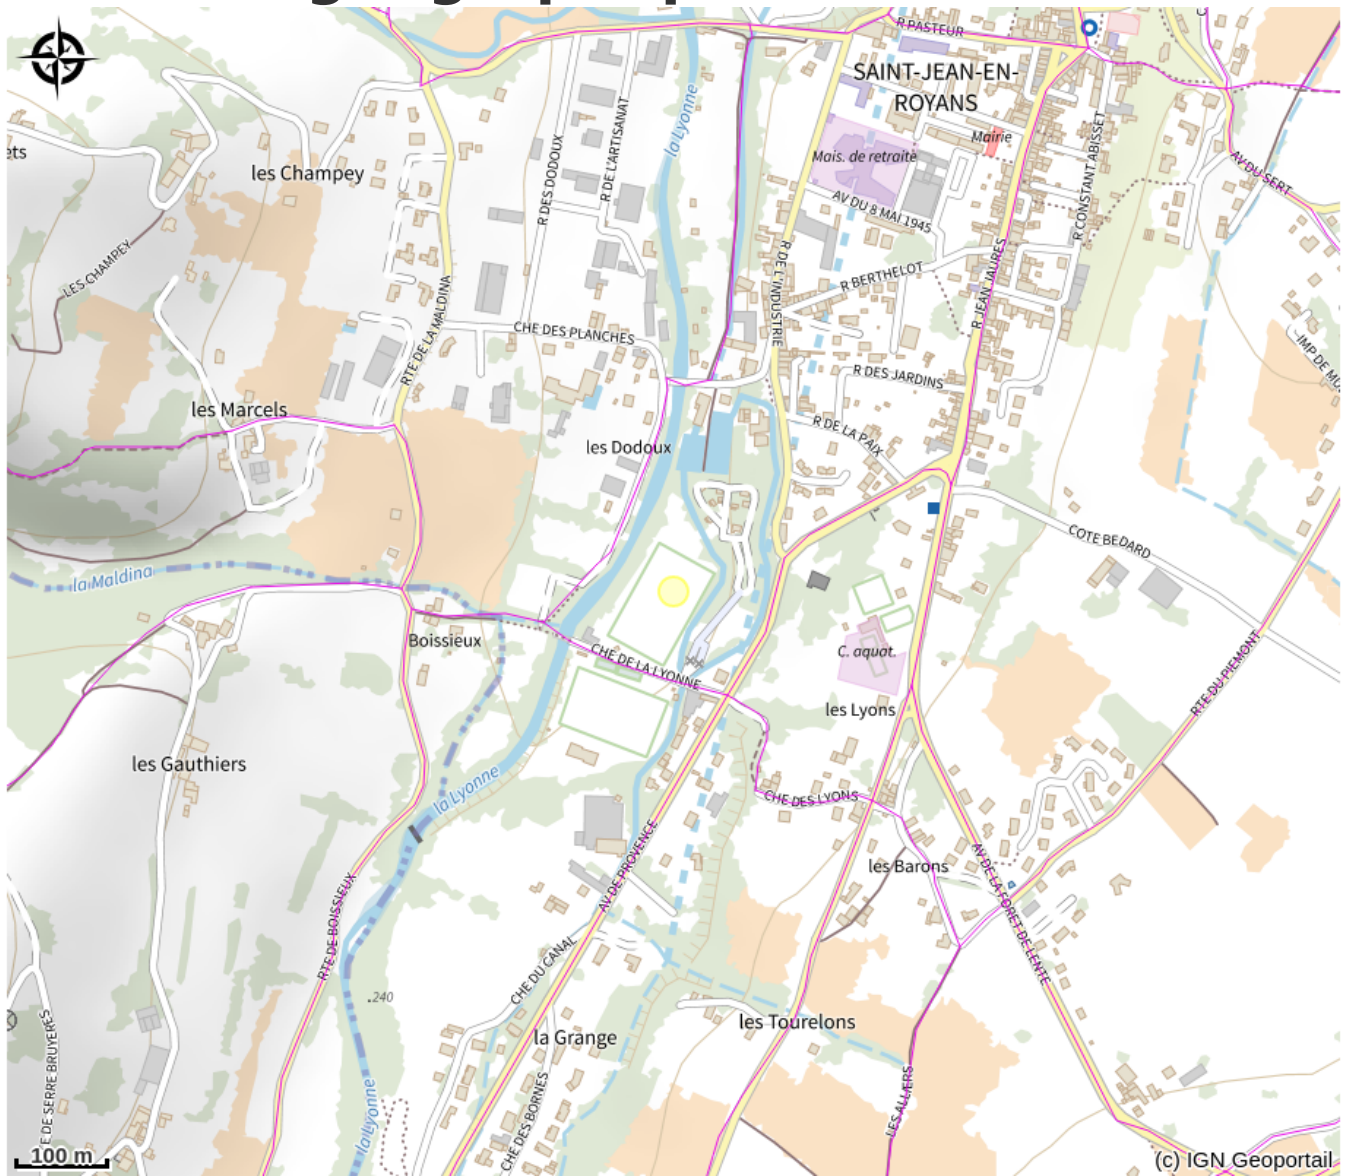 R PASTEUR
SAINT-JEAN-EN-
ROYANS
la Lyonne
Mairie
R DE L'ARTISANAT
R DES DODOUX
R CONSTANT ABISSET
ets
les Champey
Mais. de retraite
AV DU SERT
AV DU 8 MAI 1945
LES CHAMPEY
R DE L'INDUSTRIE
R BERTHELOT
R JEAN JAURES
RTE DE LA MALDINA
CHE DES PLANCHES
R DES JARDINS
les Marcels
R DE LA PAIX
les Dodoux
COTE BEDARD
la Maldina
Boissieux
CHE DE LA LYONNE
C. aquat.
RTE DU PIEMONT
les Lyons
les Gauthiers
la Lyonne
CHE DES LYONS
AV DE PROVENCE
les Barons
AV DE LA FORET DE LENTE
RTE DE BOISSIEUX
CHE DU CANAL
.240
la Grange
les Tourelons
E DE SERRE BRUYERES
CHE DES BORNES
LES ALLIERS
la Lyonne
100 m
(c) IGN Geoportail